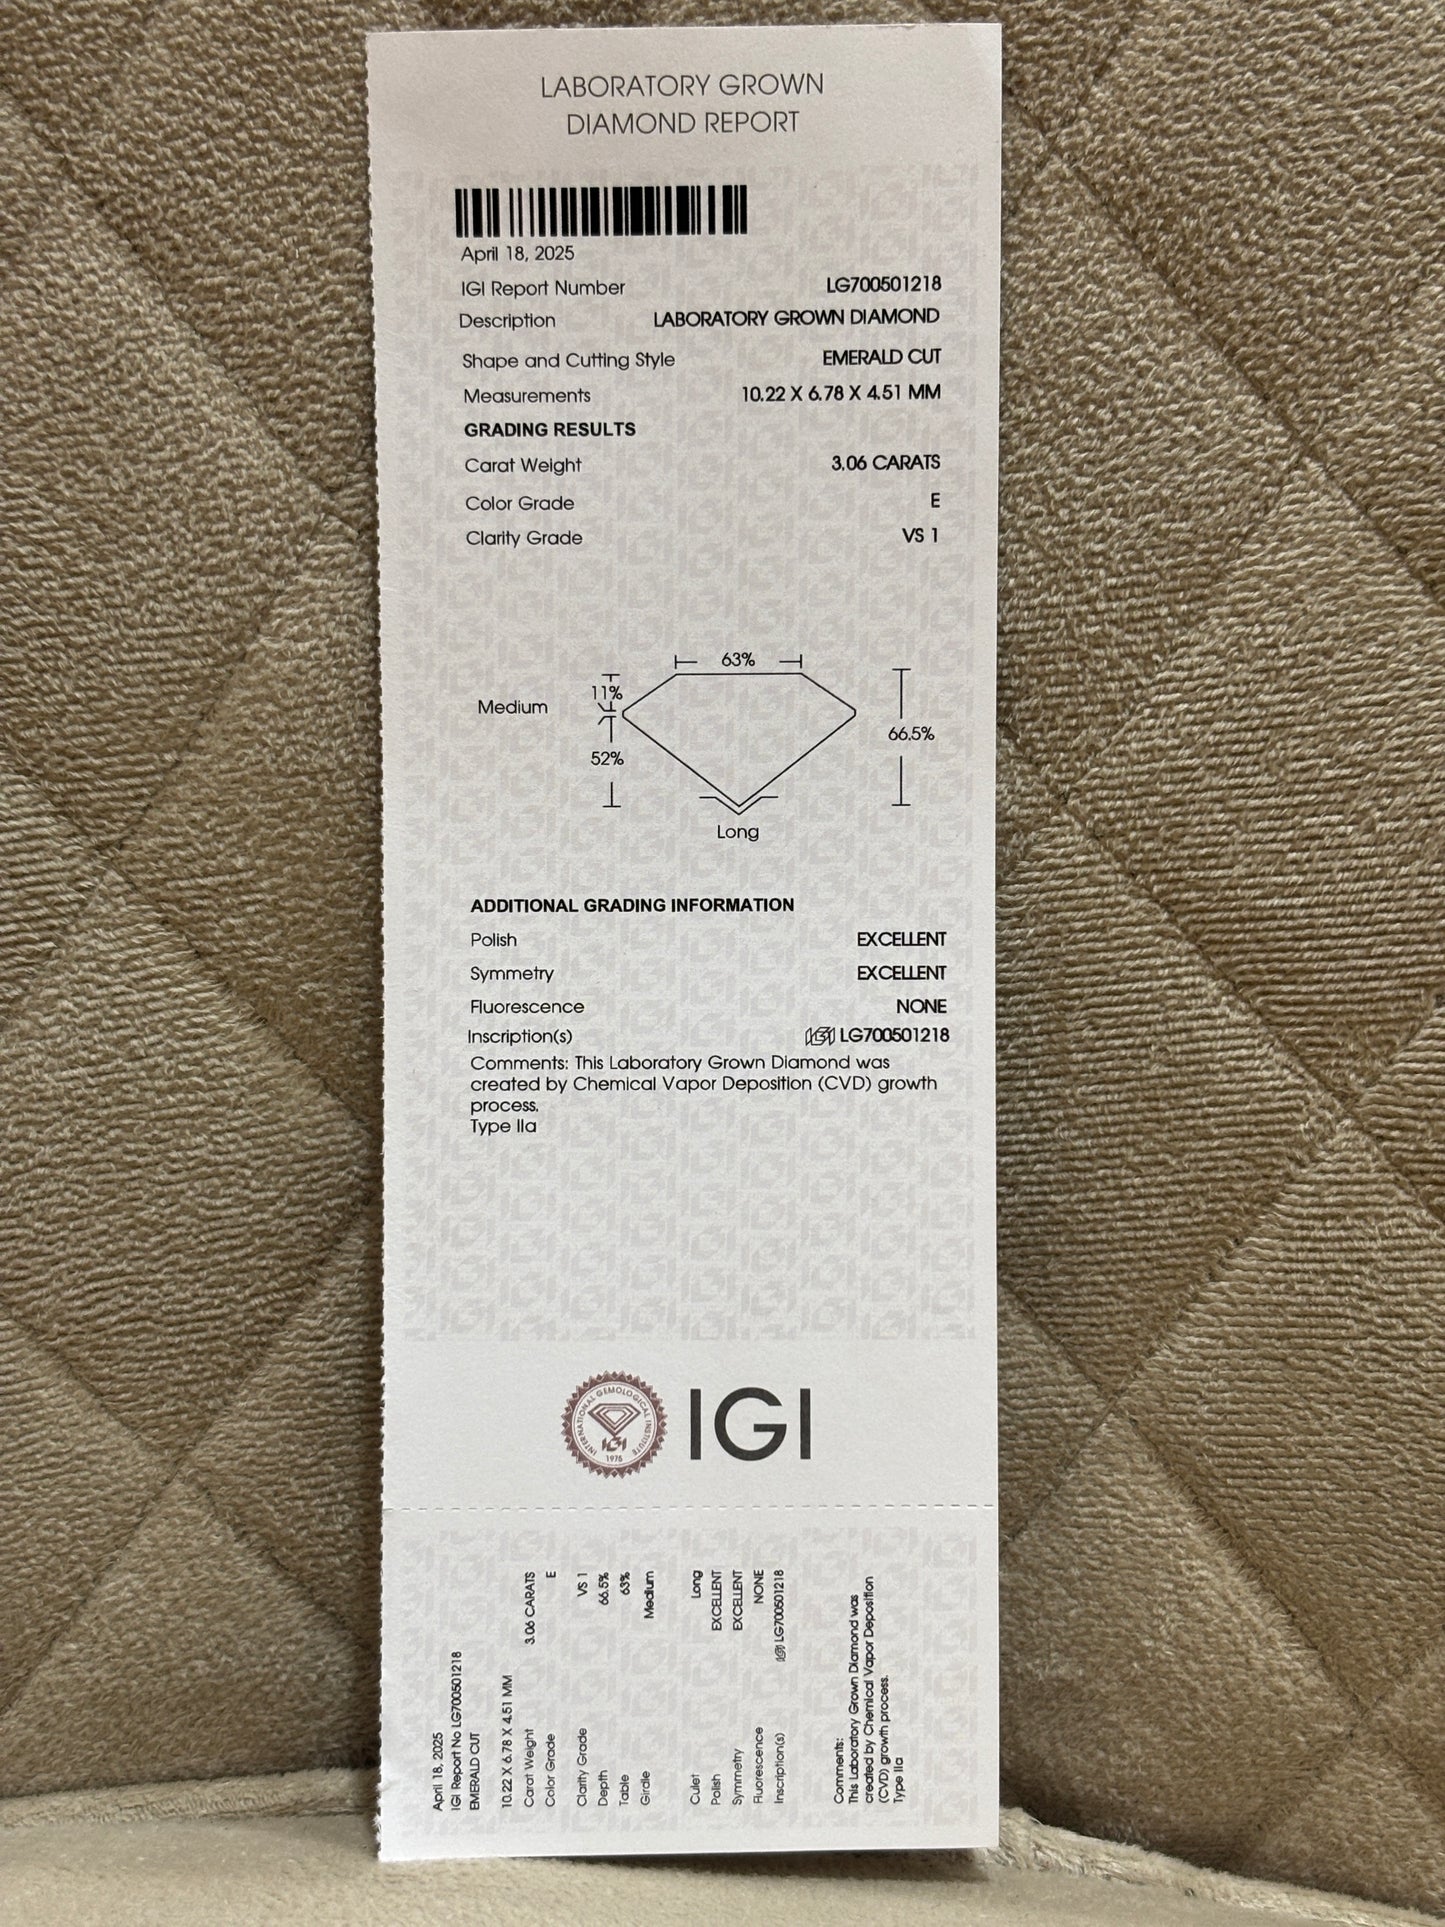 LABORATORY GROWN
DIAMOND REPORT
April 18, 2025
IGI Report Number LG700501218
Description LABORATORY GROWN DIAMOND
Shape and Cutting Style EMERALD CUT
Measurements 10.22 X 6.78 X 4.51 MM
GRADING RESULTS
Carat Weight 3.06 CARATS
Color Grade E
Clarity Grade VS 1
63%
11%
Medium
66.5%
52%
Long
ADDITIONAL GRADING INFORMATION
Polish EXCELLENT
Symmetry EXCELLENT
Fluorescence NONE
Inscription(s) IGI LG700501218
Comments: This Laboratory Grown Diamond was
created by Chemical Vapor Deposition (CVD) growth
process.
Type IIa
INTERNATIONAL GEMOLOGICAL INSTITUTE
IGI
1975
IGI
April 18, 2025
IGI Report No LG700501218
EMERALD CUT
10.22 X 6.78 X 4.51 MM
Carat Weight 3.06 CARATS
Color Grade E
Clarity Grade VS 1
Depth 66.5%
Table 63%
Girdle Medium
Culet Long
Polish EXCELLENT
Symmetry EXCELLENT
Fluorescence NONE
Inscription(s) IGI LG700501218
Comments:
This Laboratory Grown Diamond was
created by Chemical Vapor Deposition
(CVD) growth process.
Type IIa